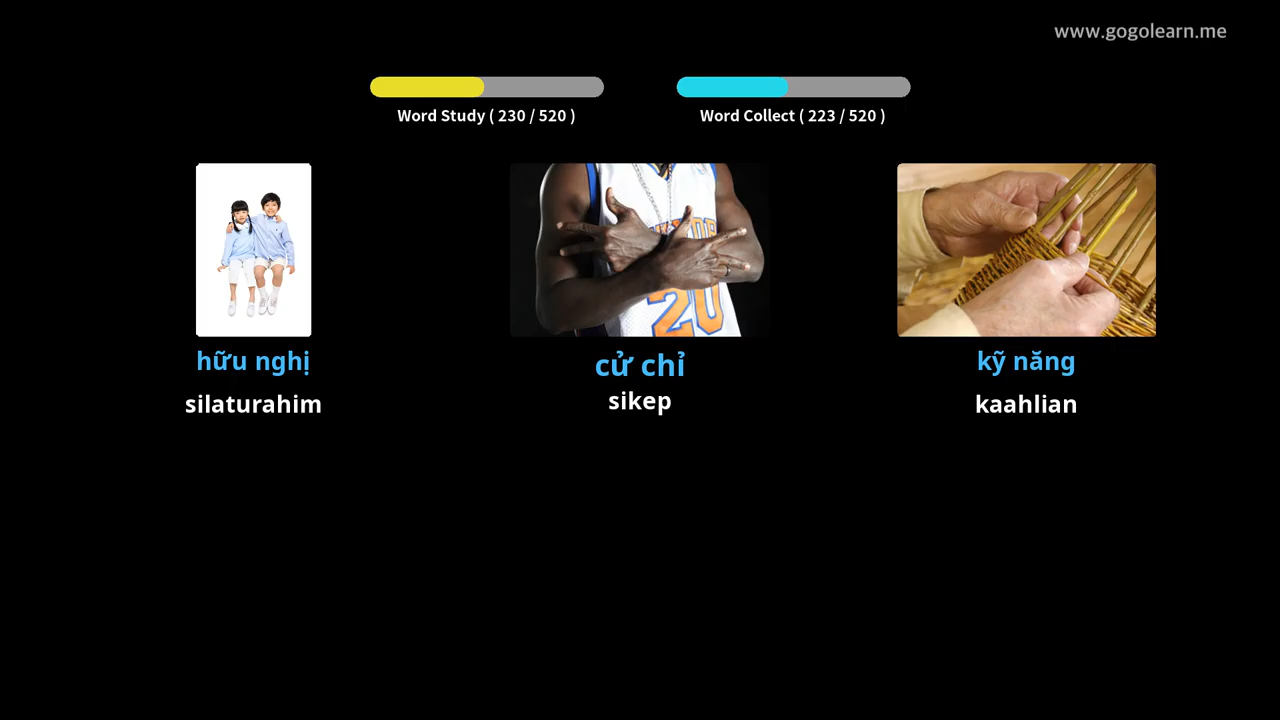 www.gogolearn.me
Word Study ( 230 / 520 )
Word Collect ( 223 / 520 )
20
hữu nghị
cử chỉ
kỹ năng
silaturahim
sikep
kaahlian